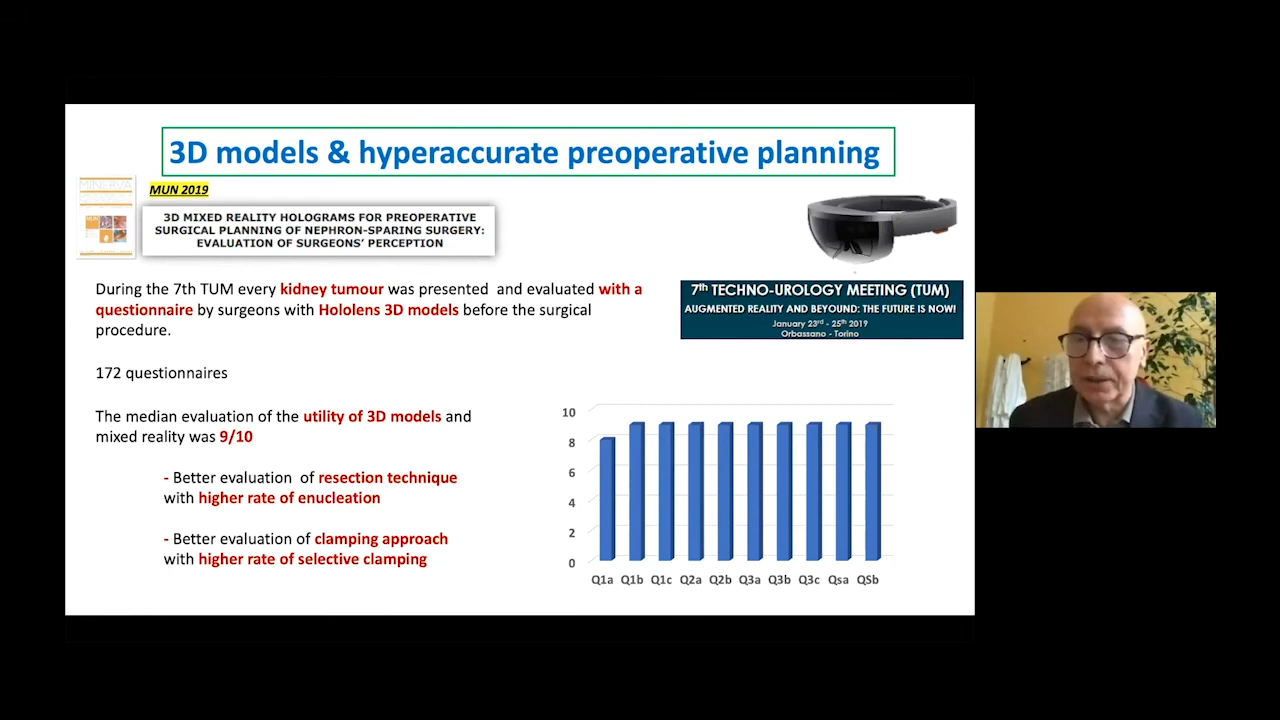 3D models & hyperaccurate preoperative planning
MINERVA
MUN 2019
3D MIXED REALITY HOLOGRAMS FOR PREOPERATIVE
SURGICAL PLANNING OF NEPHRON-SPARING SURGERY:
EVALUATION OF SURGEONS' PERCEPTION
During the 7th TUM every kidney tumour was presented and evaluated with a
questionnaire by surgeons with Hololens 3D models before the surgical
procedure.
7th TECHNO-UROLOGY MEETING (TUM)
AUGMENTED REALITY AND BEYOUND: THE FUTURE IS NOW!
January 23rd - 25th 2019
Orbassano - Torino
172 questionnaires
The median evaluation of the utility of 3D models and
mixed reality was 9/10
- Better evaluation of resection technique
with higher rate of enucleation
- Better evaluation of clamping approach
with higher rate of selective clamping
10
8
6
4
2
0
Q1a Q1b Q1c Q2a Q2b Q3a Q3b Q3c Qsa QSb